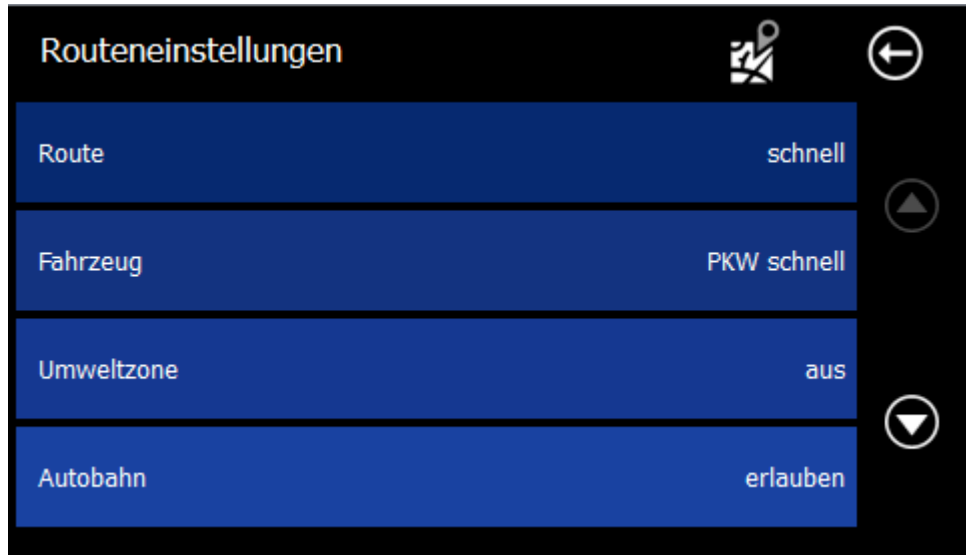 Routeneinstellungen
Route schnell
Fahrzeug PKW schnell
Umweltzone aus
Autobahn erlauben